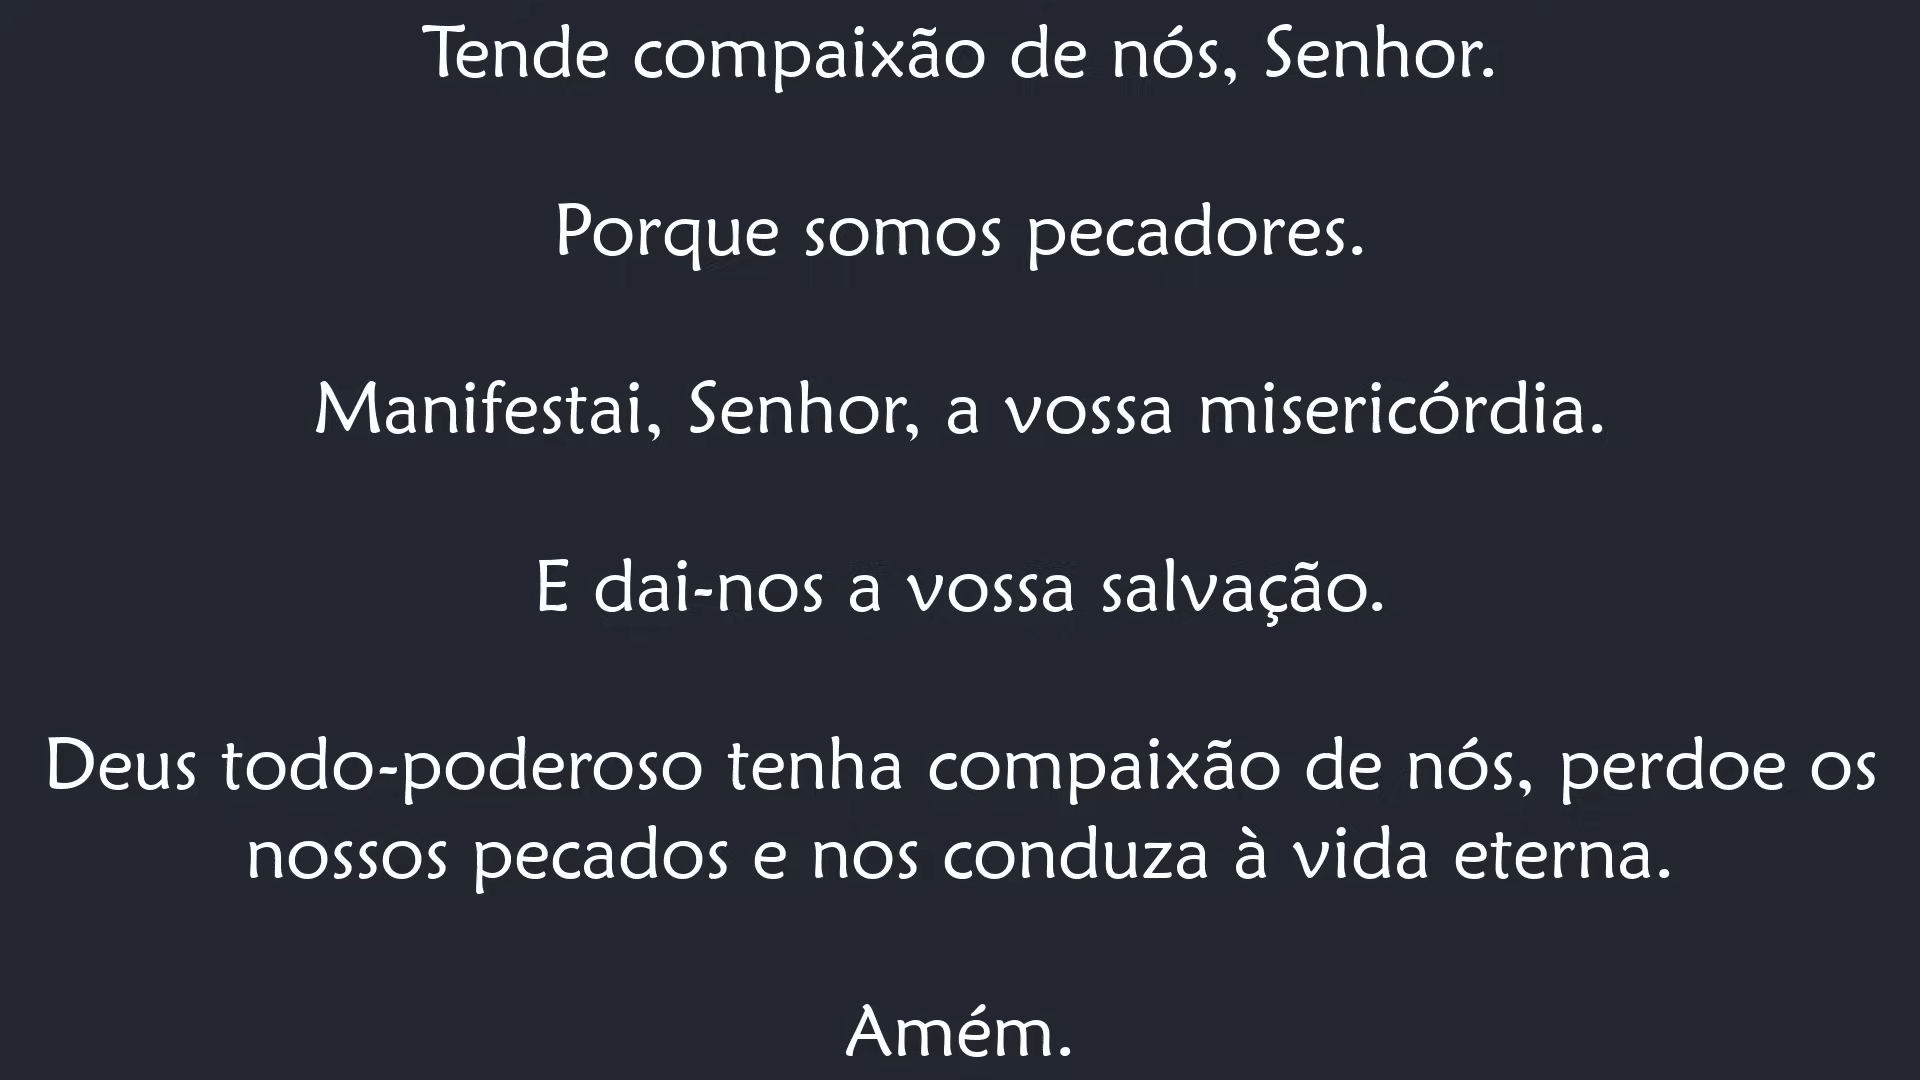 Tende compaixão de nós, Senhor.
Porque somos pecadores.
Manifestai, Senhor, a vossa misericórdia.
E dai-nos a vossa salvação.
Deus todo-poderoso tenha compaixão de nós, perdoe os
nossos pecados e nos conduza à vida eterna.
Amém.